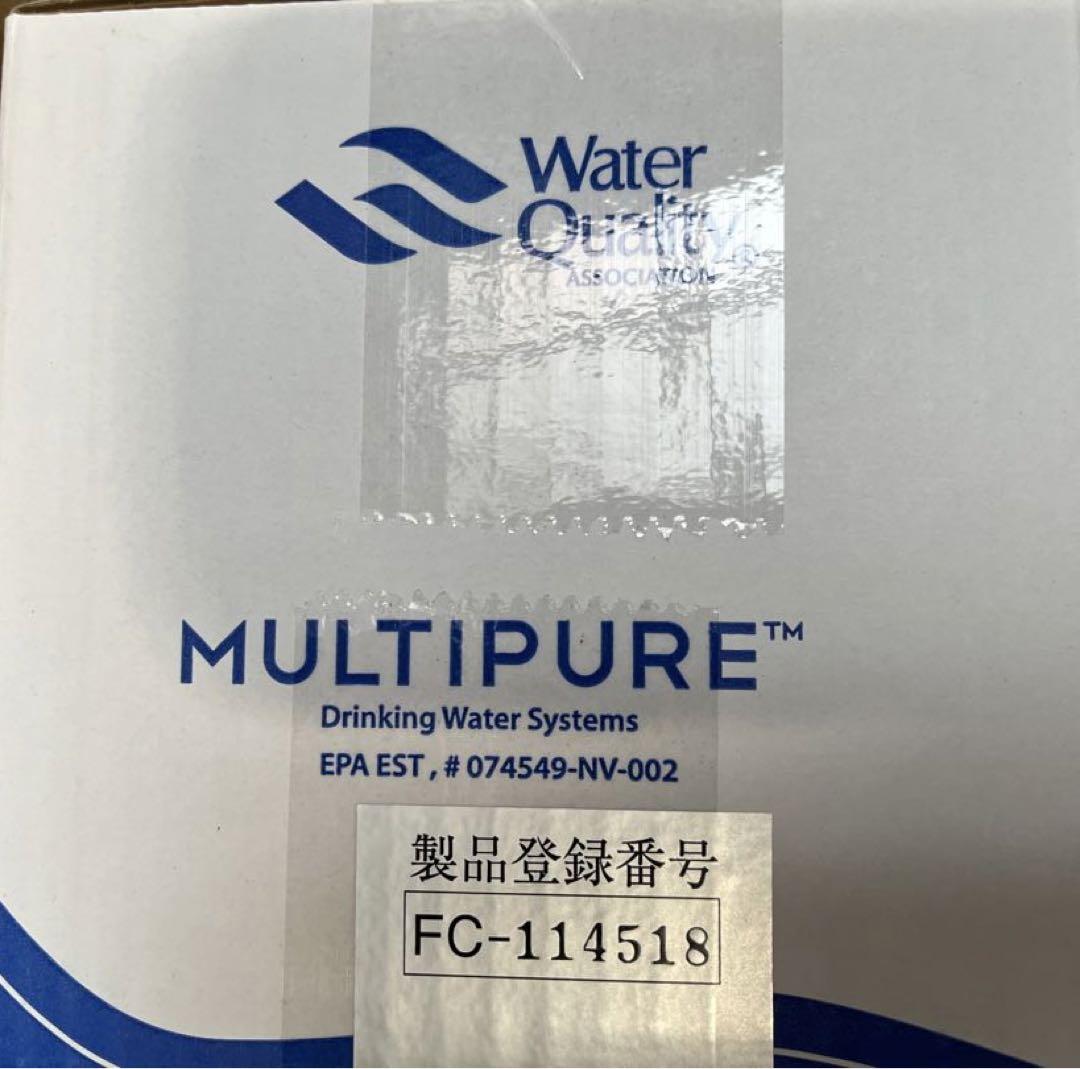 Water
Quality
ASSOCIATION
MULTIPURE™
Drinking Water Systems
EPA EST , # 074549-NV-002
製品登録番号
FC-114518